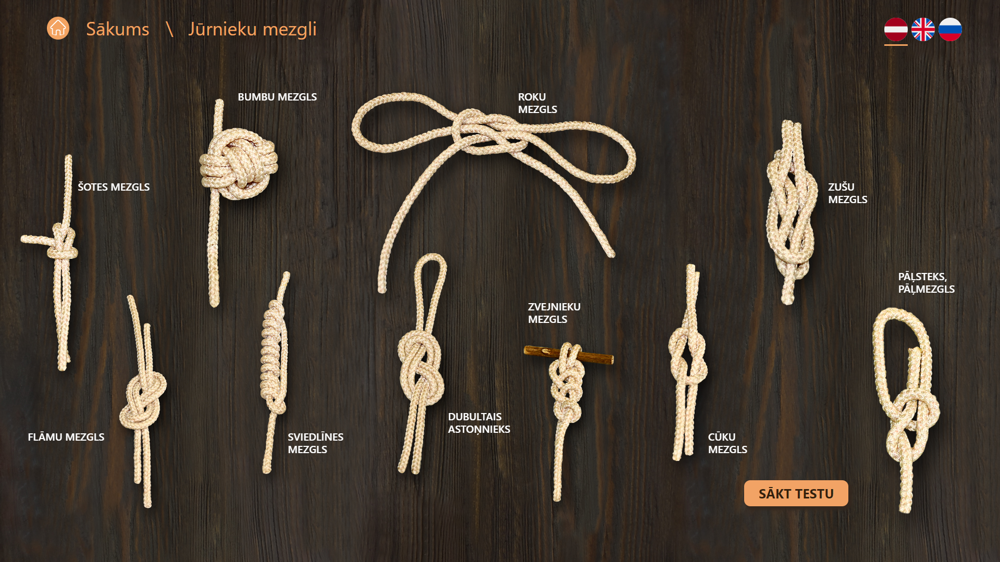 Sākums \ Jūrnieku mezgli
BUMBU MEZGLS
ROKU
MEZGLS
ŠOTES MEZGLS
ZUŠU
MEZGLS
PĀĻSTEKS,
PĀĻMEZGLS
ZVEJNIEKU
MEZGLS
DUBULTAIS
ASTOŅNIEKS
FLĀMU MEZGLS
SVIEDLĪNES
MEZGLS
CŪKU
MEZGLS
SĀKT TESTU